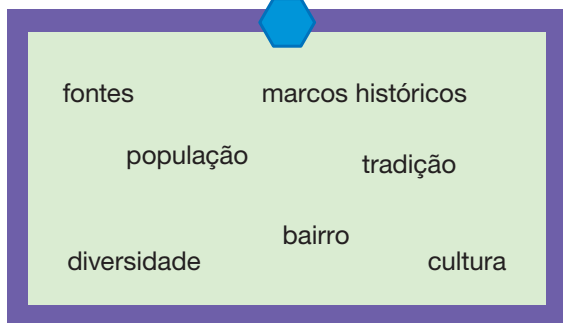 fontes
marcos históricos
população
tradição
bairro
diversidade
cultura